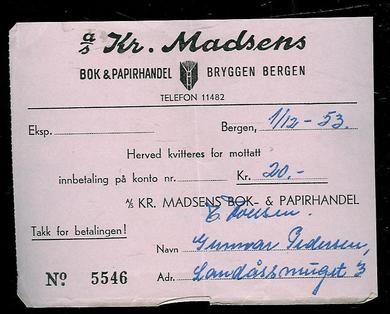 a/s Kr. Madsens
BOK & PAPIRHANDEL BRYGGEN BERGEN
TELEFON 11482
Eksp. Bergen, 1/12-53.
Herved kvitteres for mottatt
innbetaling på konto nr. Kr. 20.-
A/S KR. MADSENS BOK- & PAPIRHANDEL
Takk for betalingen!
Navn Gunnvar Pedersen,
Nº 5546 Adr. Landåssmuget 3